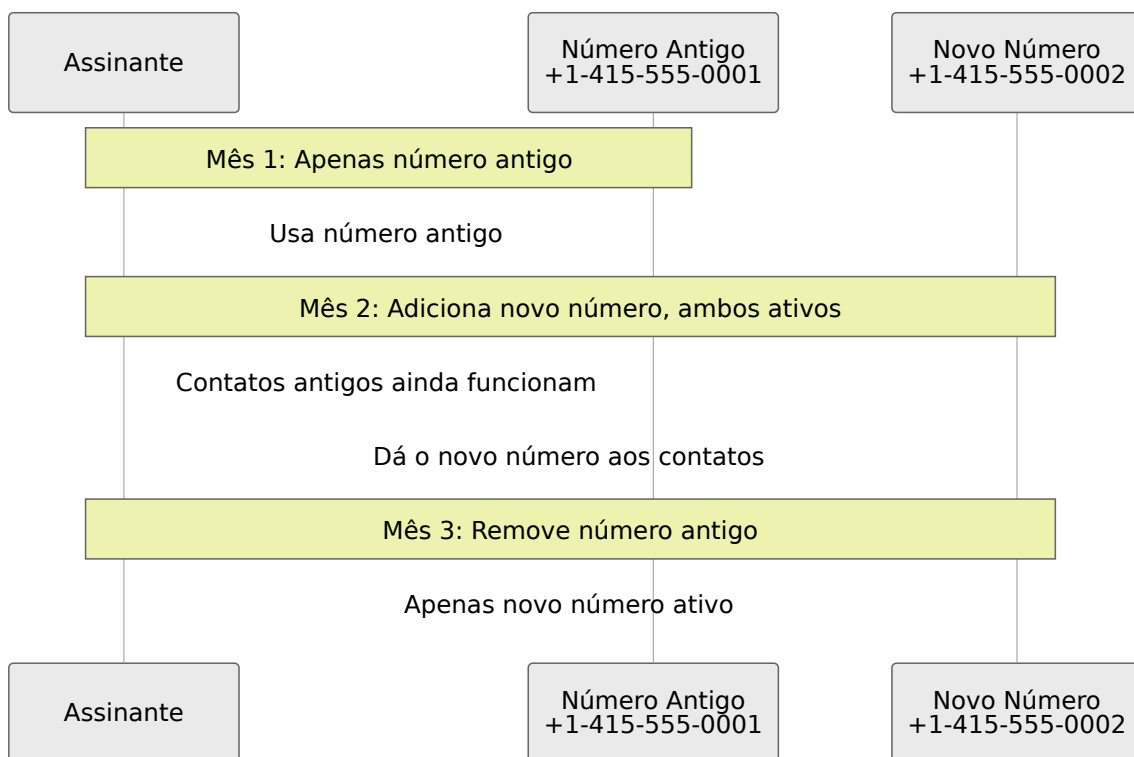 Assinante
Número Antigo
+1-415-555-0001
Novo Número
+1-415-555-0002
Mês 1: Apenas número antigo
Usa número antigo
Mês 2: Adiciona novo número, ambos ativos
Contatos antigos ainda funcionam
Dá o novo número aos contatos
Mês 3: Remove número antigo
Apenas novo número ativo
Assinante
Número Antigo
+1-415-555-0001
Novo Número
+1-415-555-0002